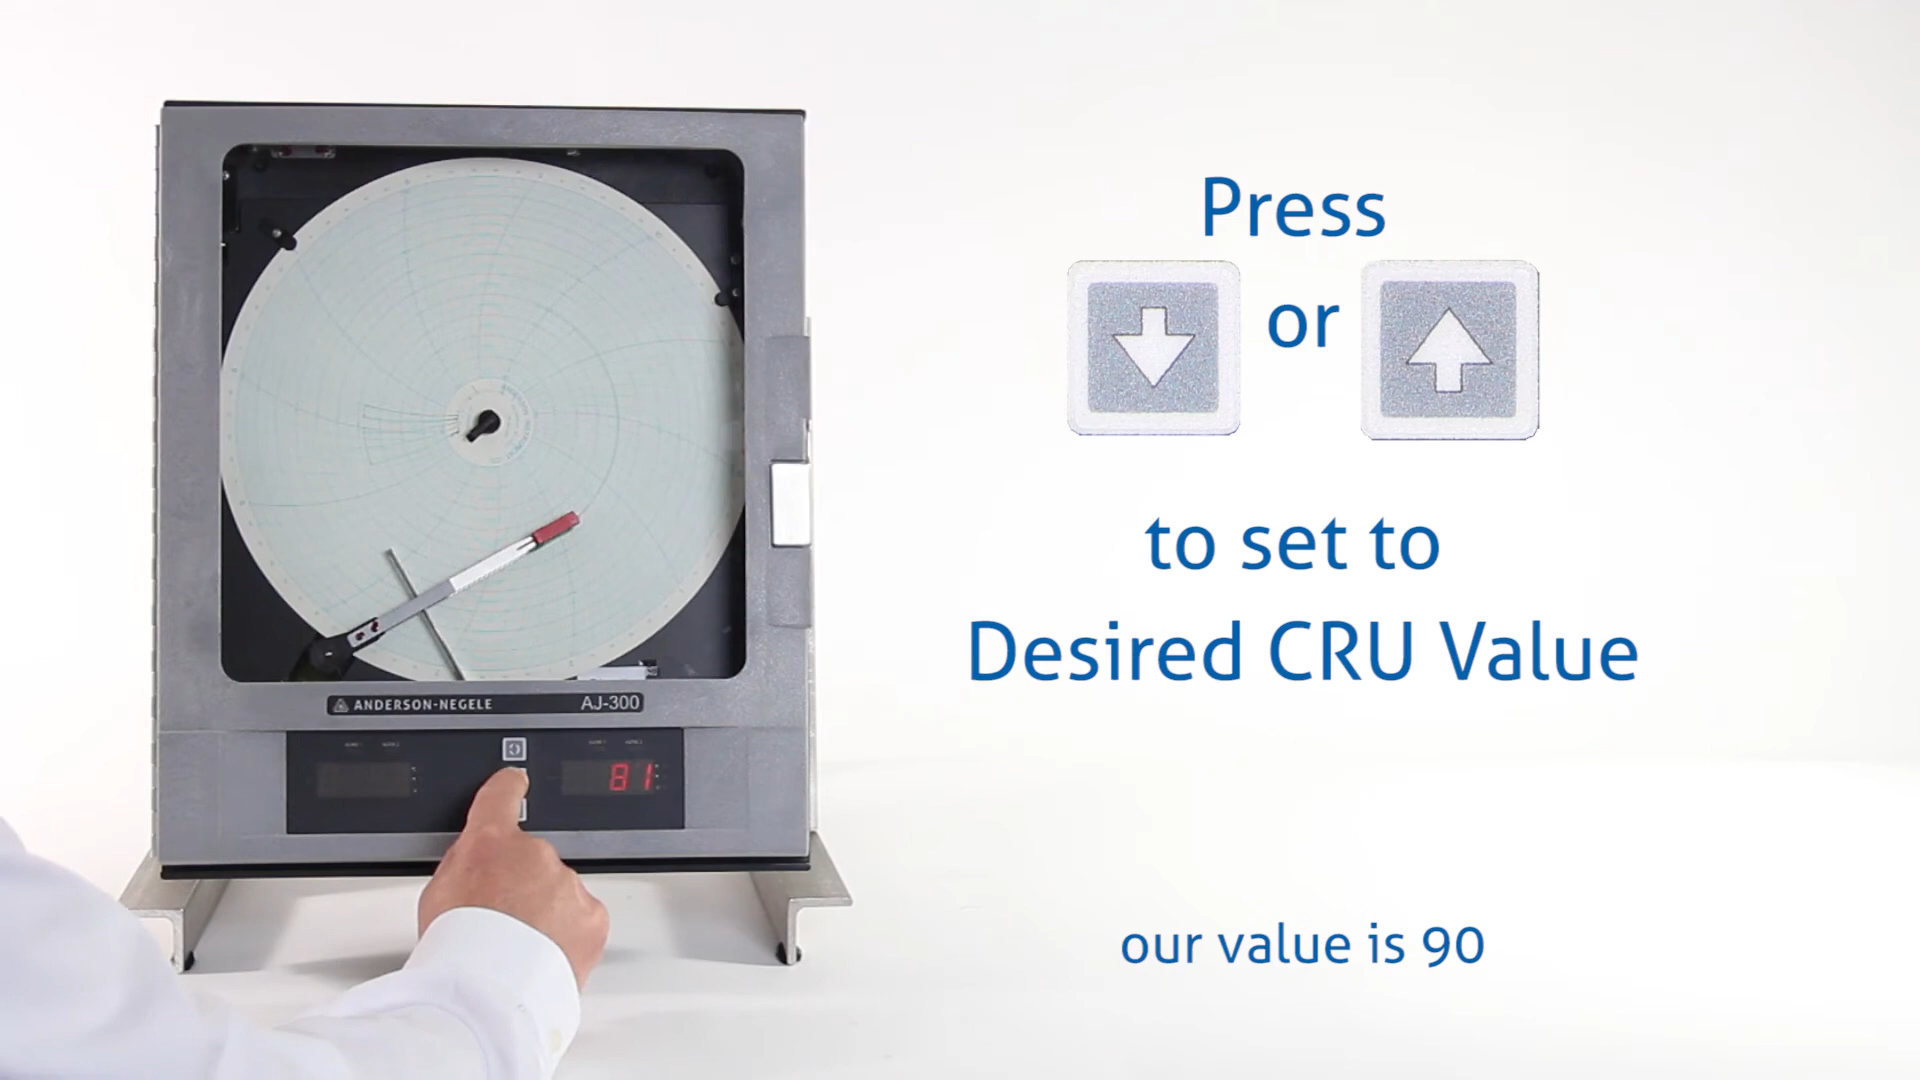 Press
or
to set to
Desired CRU Value
our value is 90
ANDERSON-NEGELE AJ-300
81